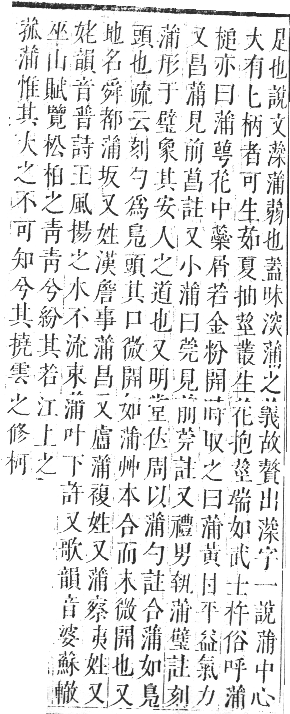 足也說文深蒲蒻也蓋味淡蒲之義故贅出深字一說蒲中心
大有匕柄者可生茹夏抽莖叢生花抱莖端如武士杵俗呼蒲
槌亦曰蒲萼花中蘂屑若金粉開時取之曰蒲黃甘平益氣力
又昌蒲見前菖註又小蒲曰莞見前莞註又禮男執蒲璧註刻
蒲形于璧象其安人之道也又明堂位周以蒲勺註合蒲如鳧
頭也疏云刻勺爲鳧頭其口微開如蒲艸本合而末微開也又
地名舜都蒲坂又姓漢詹事蒲昌又盧蒲複姓又蒲察夷姓又
姥韻音普詩王風揚之水不流束蒲叶下許又歌韻音婆蘇轍
巫山賦覽松柏之靑靑兮紛其若江上之
菰蒲惟其大之不可知兮其撓雲之修柯